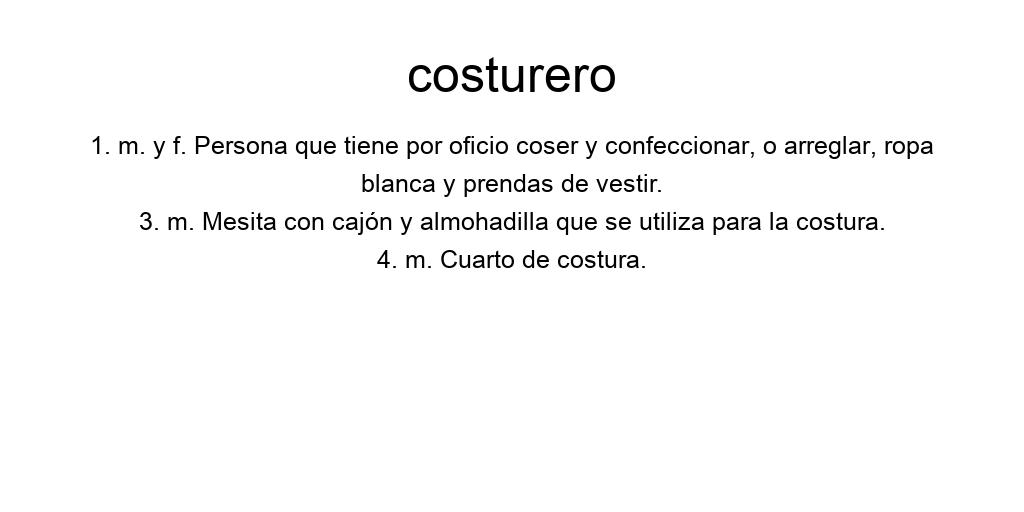 costurero
1. m. y f. Persona que tiene por oficio coser y confeccionar, o arreglar, ropa
blanca y prendas de vestir.
3. m. Mesita con cajón y almohadilla que se utiliza para la costura.
4. m. Cuarto de costura.